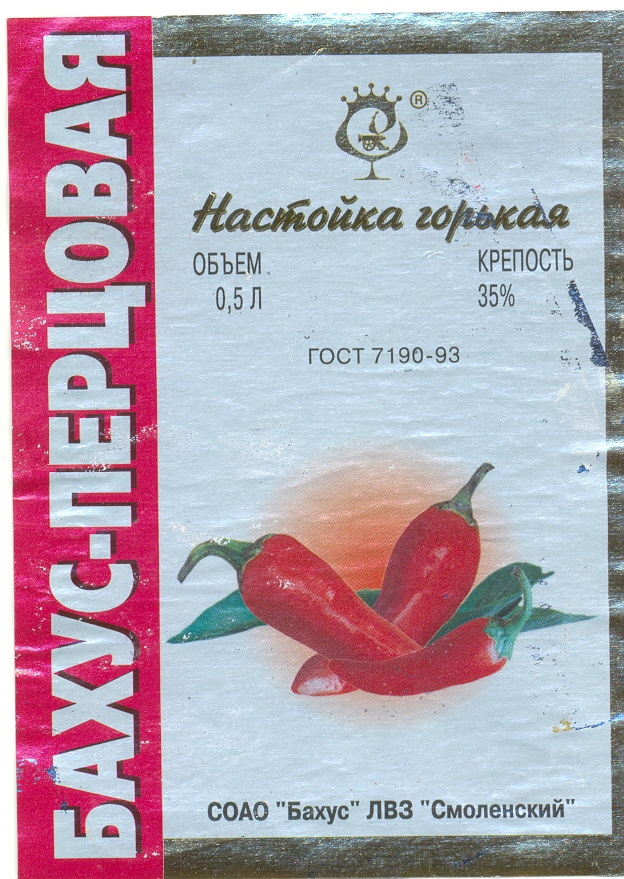 БАХУС-ПЕРЦОВАЯ
®
Настойка горькая
ОБЪЕМ
0,5 Л
КРЕПОСТЬ
35%
ГОСТ 7190-93
СОАО "Бахус" ЛВЗ "Смоленский"